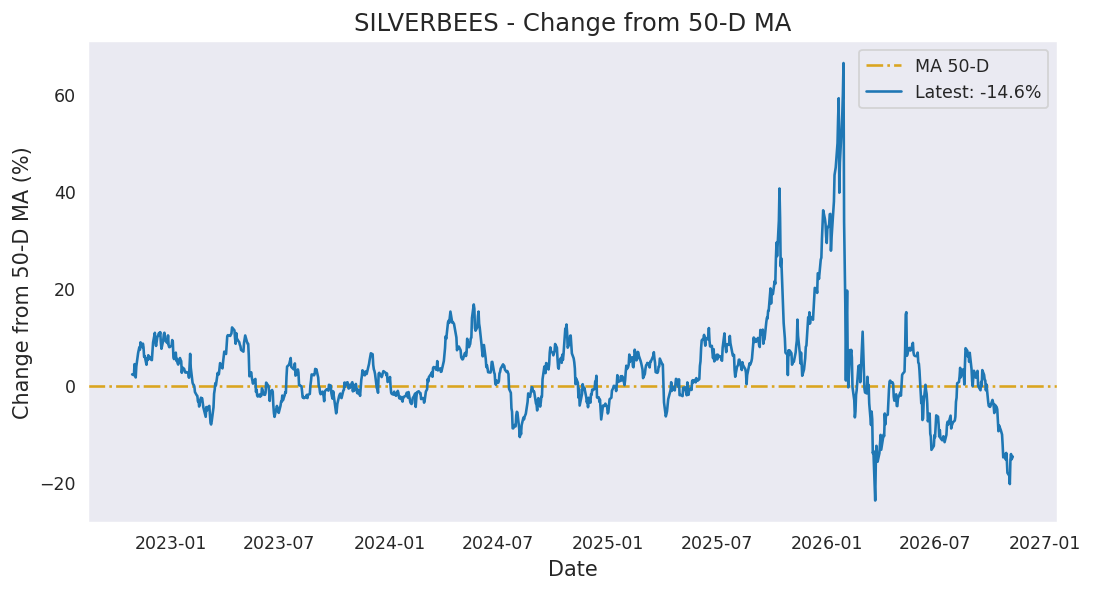 SILVERBEES - Change from 50-D MA
MA 50-D
Latest: -14.6%
Change from 50-D MA (%)
60
40
20
0
−20
2023-01
2023-07
2024-01
2024-07
2025-01
2025-07
2026-01
2026-07
2027-01
Date